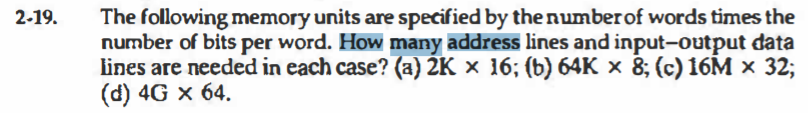 2-19. The following memory units are specified by the number of words times the
number of bits per word. How many address lines and input–output data
lines are needed in each case? (a) 2K × 16; (b) 64K × 8; (c) 16M × 32;
(d) 4G × 64.